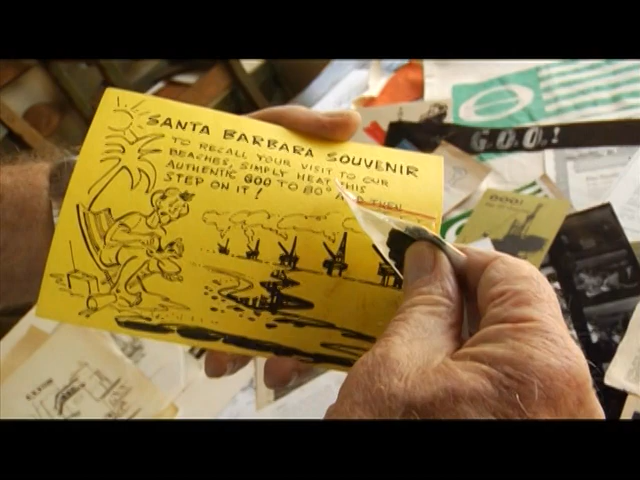 SANTA BARBARA SOUVENIR
TO RECALL YOUR VISIT TO OUR
BEACHES, SIMPLY HEAT THIS
AUTHENTIC GOO TO 80° AND THEN
STEP ON IT!
G.O.O.!
GOO!